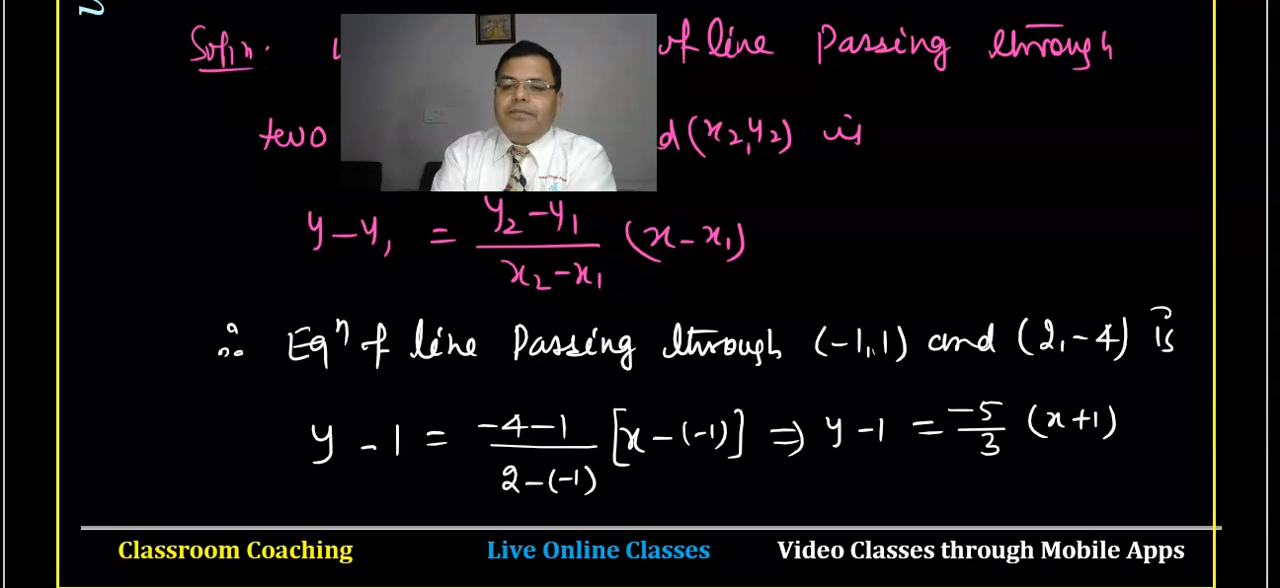 Soln. of line Passing through
two (x2,y2) is
y-y1 = y2-y1/x2-x1 (x-x1)
∴ Eqn of line Passing through (-1,1) and (2,-4) is
y-1 = -4-1/2-(-1) [x-(-1)] ⇒ y-1 = -5/3 (x+1)
Classroom Coaching Live Online Classes Video Classes through Mobile Apps